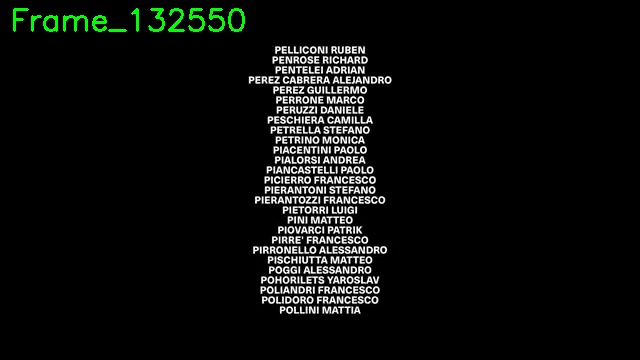 Frame_132550
PELLICONI RUBEN
PENROSE RICHARD
PENTELEI ADRIAN
PEREZ CABRERA ALEJANDRO
PEREZ GUILLERMO
PERRONE MARCO
PERUZZI DANIELE
PESCHIERA CAMILLA
PETRELLA STEFANO
PETRINO MONICA
PIACENTINI PAOLO
PIALORSI ANDREA
PIANCASTELLI PAOLO
PICIERRO FRANCESCO
PIERANTONI STEFANO
PIERANTOZZI FRANCESCO
PIETORRI LUIGI
PINI MATTEO
PIOVARCI PATRIK
PIRRE' FRANCESCO
PIRRONELLO ALESSANDRO
PISCHIUTTA MATTEO
POGGI ALESSANDRO
POHORILETS YAROSLAV
POLIANDRI FRANCESCO
POLIDORO FRANCESCO
POLLINI MATTIA